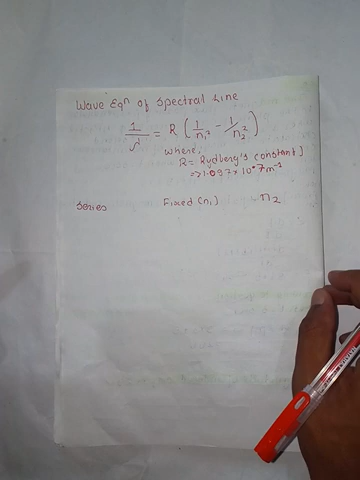 Wave Eqn of Spectral Line
1/λ = R (1/n₁² - 1/n₂²)
where,
R = Rydberg's constant]
=> 1.097 x 10^7 m⁻¹
Series Fixed (n₁] n₂